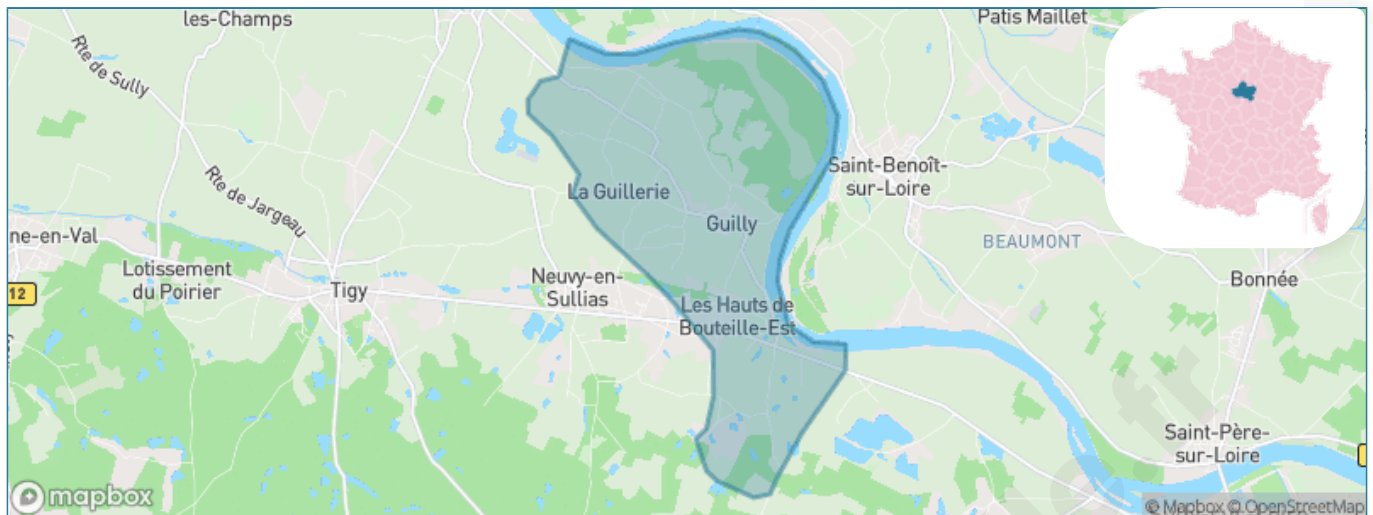 les-Champs
Patis Maillet
Rte de Sully
Saint-Benoît-
sur-Loire
La Guillerie
Rte de Jargeau
Guilly
ne-en-Val
BEAUMONT
Lotissement
du Poirier
Neuvy-en-
Sullias
Bonnée
12
Tigy
Les Hauts de
Bouteille-Est
Saint-Père-
sur-Loire
mapbox
© Mapbox © OpenStreetMap